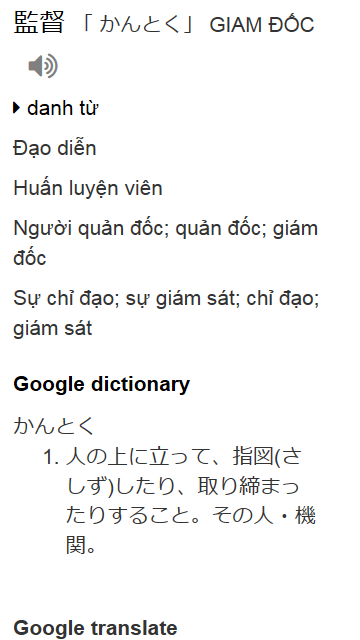 監督 「 かんとく」 GIAM ĐỐC
danh từ
Đạo diễn
Huấn luyện viên
Người quản đốc; quản đốc; giám
đốc
Sự chỉ đạo; sự giám sát; chỉ đạo;
giám sát
Google dictionary
かんとく
1. 人の上に立って、指図(さ
しず)したり、取り締まっ
たりすること。その人・機
関。
Google translate